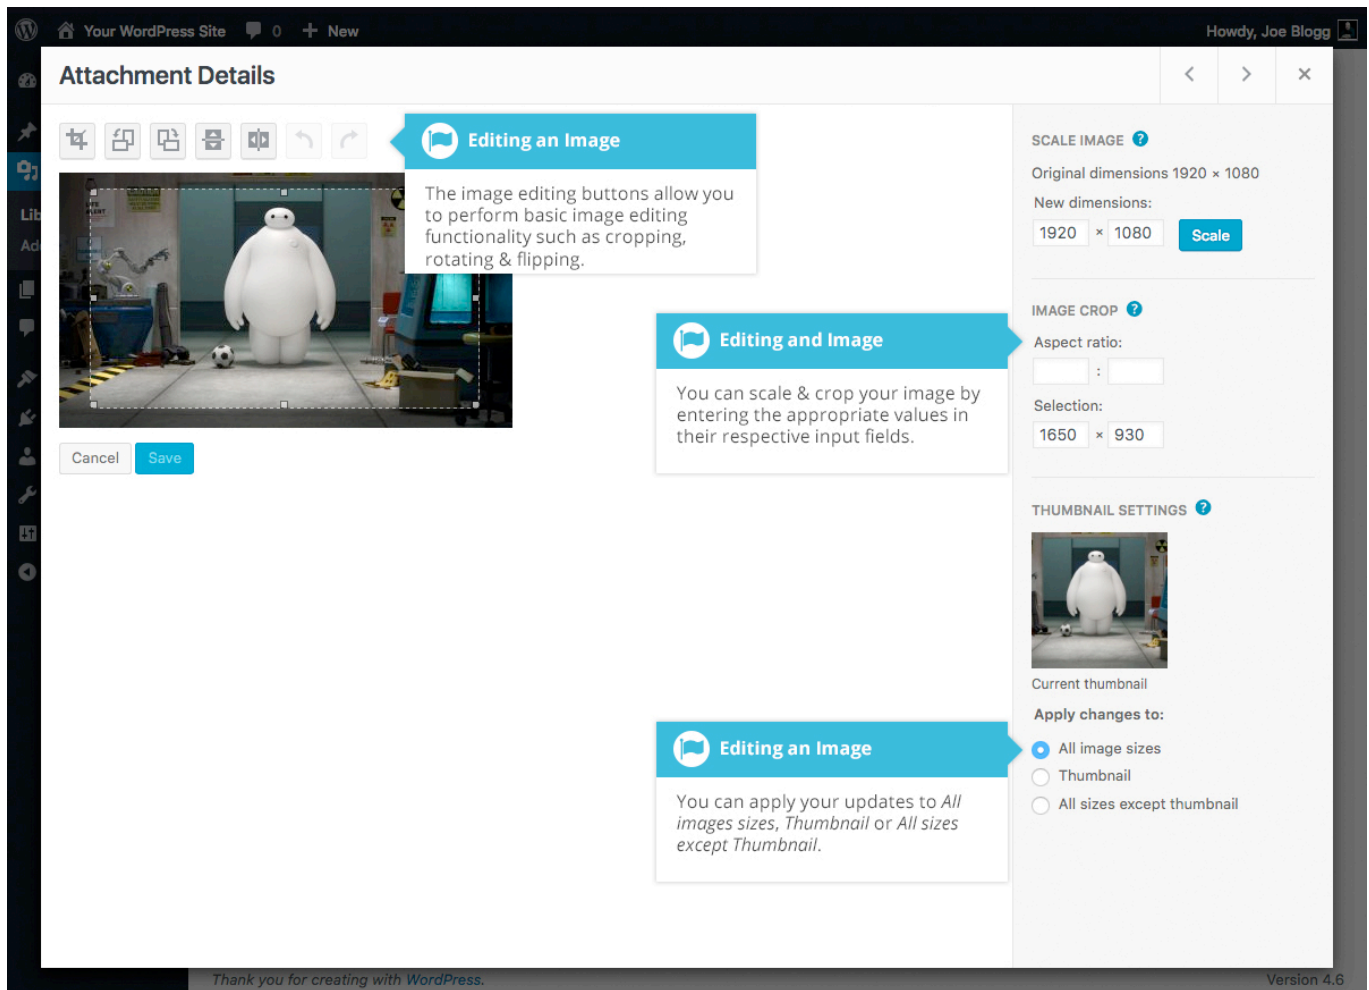 Your WordPress Site 0 New
Howdy, Joe Blogg
Attachment Details
Lib
Add
Editing an Image
The image editing buttons allow you
to perform basic image editing
functionality such as cropping,
rotating & flipping.
Cancel Save
Editing and Image
You can scale & crop your image by
entering the appropriate values in
their respective input fields.
Editing an Image
You can apply your updates to All
images sizes, Thumbnail or All sizes
except Thumbnail.
SCALE IMAGE ?
Original dimensions 1920 × 1080
New dimensions:
1920 × 1080 Scale
IMAGE CROP ?
Aspect ratio:
:
Selection:
1650 × 930
THUMBNAIL SETTINGS ?
Current thumbnail
Apply changes to:
All image sizes
Thumbnail
All sizes except thumbnail
Thank you for creating with WordPress.
Version 4.6